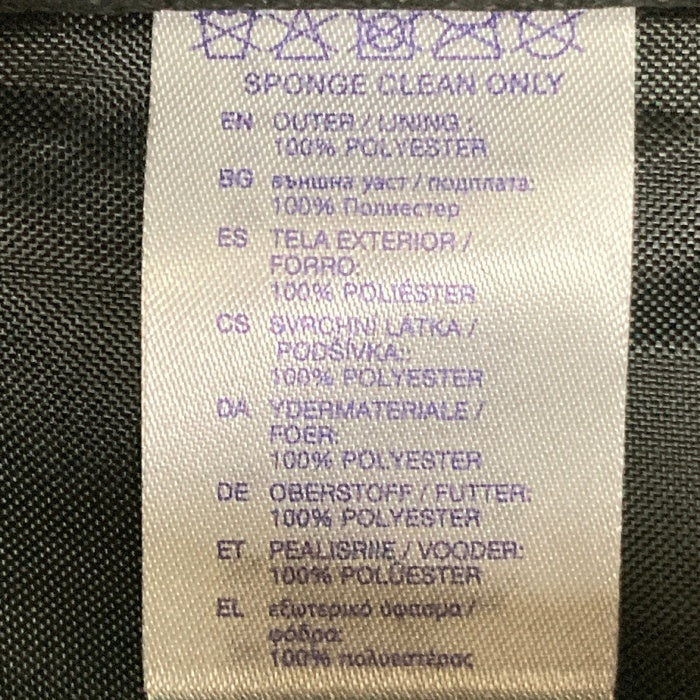 SPONGE CLEAN ONLY
EN OUTER / LINING :
100% POLYESTER
BG външна уаст / подплата:
100% Полиестер
ES TELA EXTERIOR /
FORRO:
100% POLIÉSTER
CS SVRCHNÍ LÁTKA /
PODŠÍVKA:
100% POLYESTER
DA YDERMATERIALE /
FOER:
100% POLYESTER
DE OBERSTOFF / FUTTER:
100% POLYESTER
ET PEALISRIIE / VOODER:
100% POLÜESTER
EL εξωτερικό ύφασμα /
φόδρα:
100% πολυεστέρας